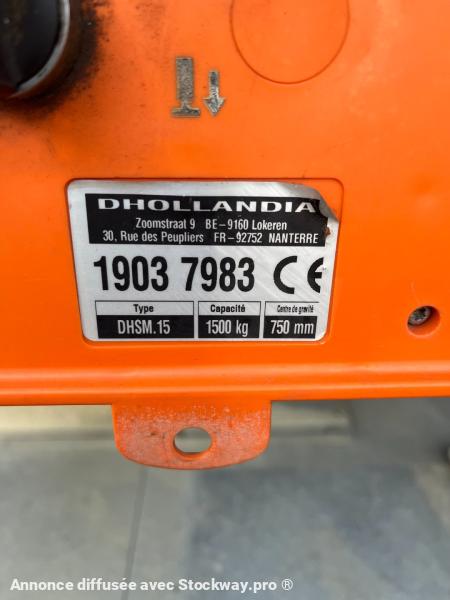 DHOLLANDIA
Zoomstraat 9 BE-9160 Lokeren
30, Rue des Peupliers FR-92752 NANTERRE
1903 7983 CE
Type Capacité Centre de gravité
DHSM.15 1500 kg 750 mm
Annonce diffusée avec Stockway.pro ®